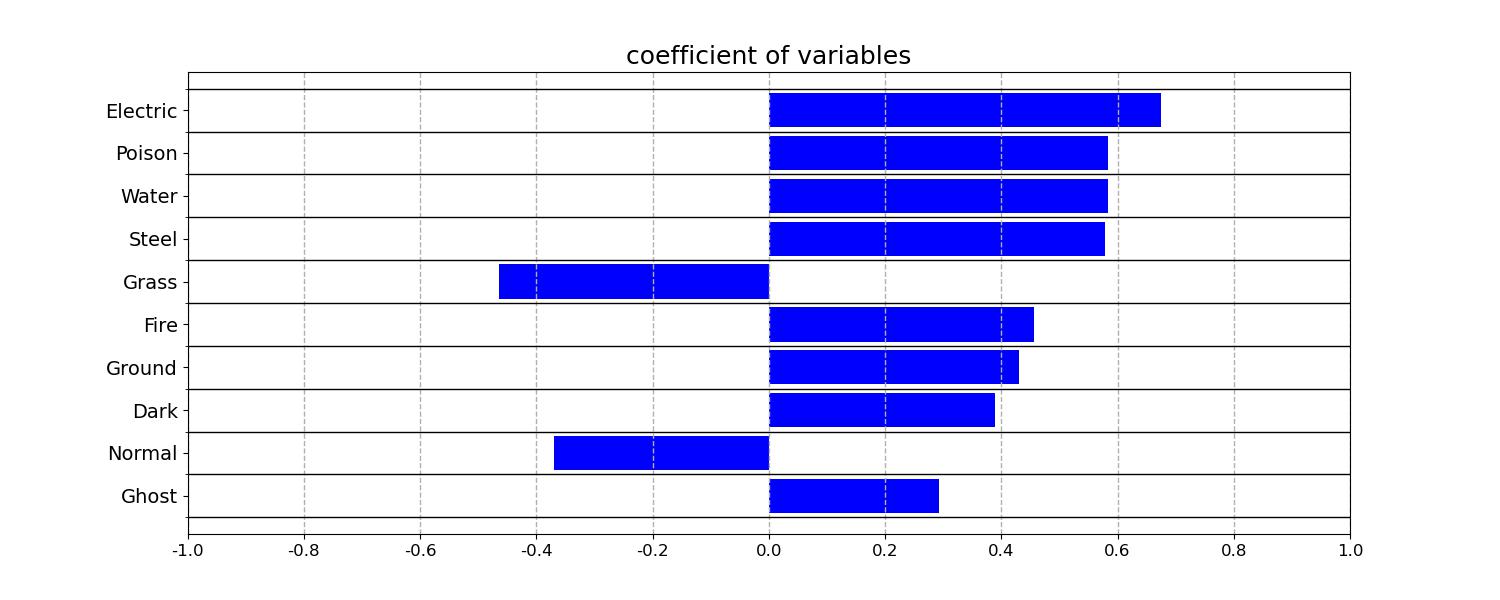 coefficient of variables
Electric
Poison
Water
Steel
Grass
Fire
Ground
Dark
Normal
Ghost
-1.0 -0.8 -0.6 -0.4 -0.2 0.0 0.2 0.4 0.6 0.8 1.0